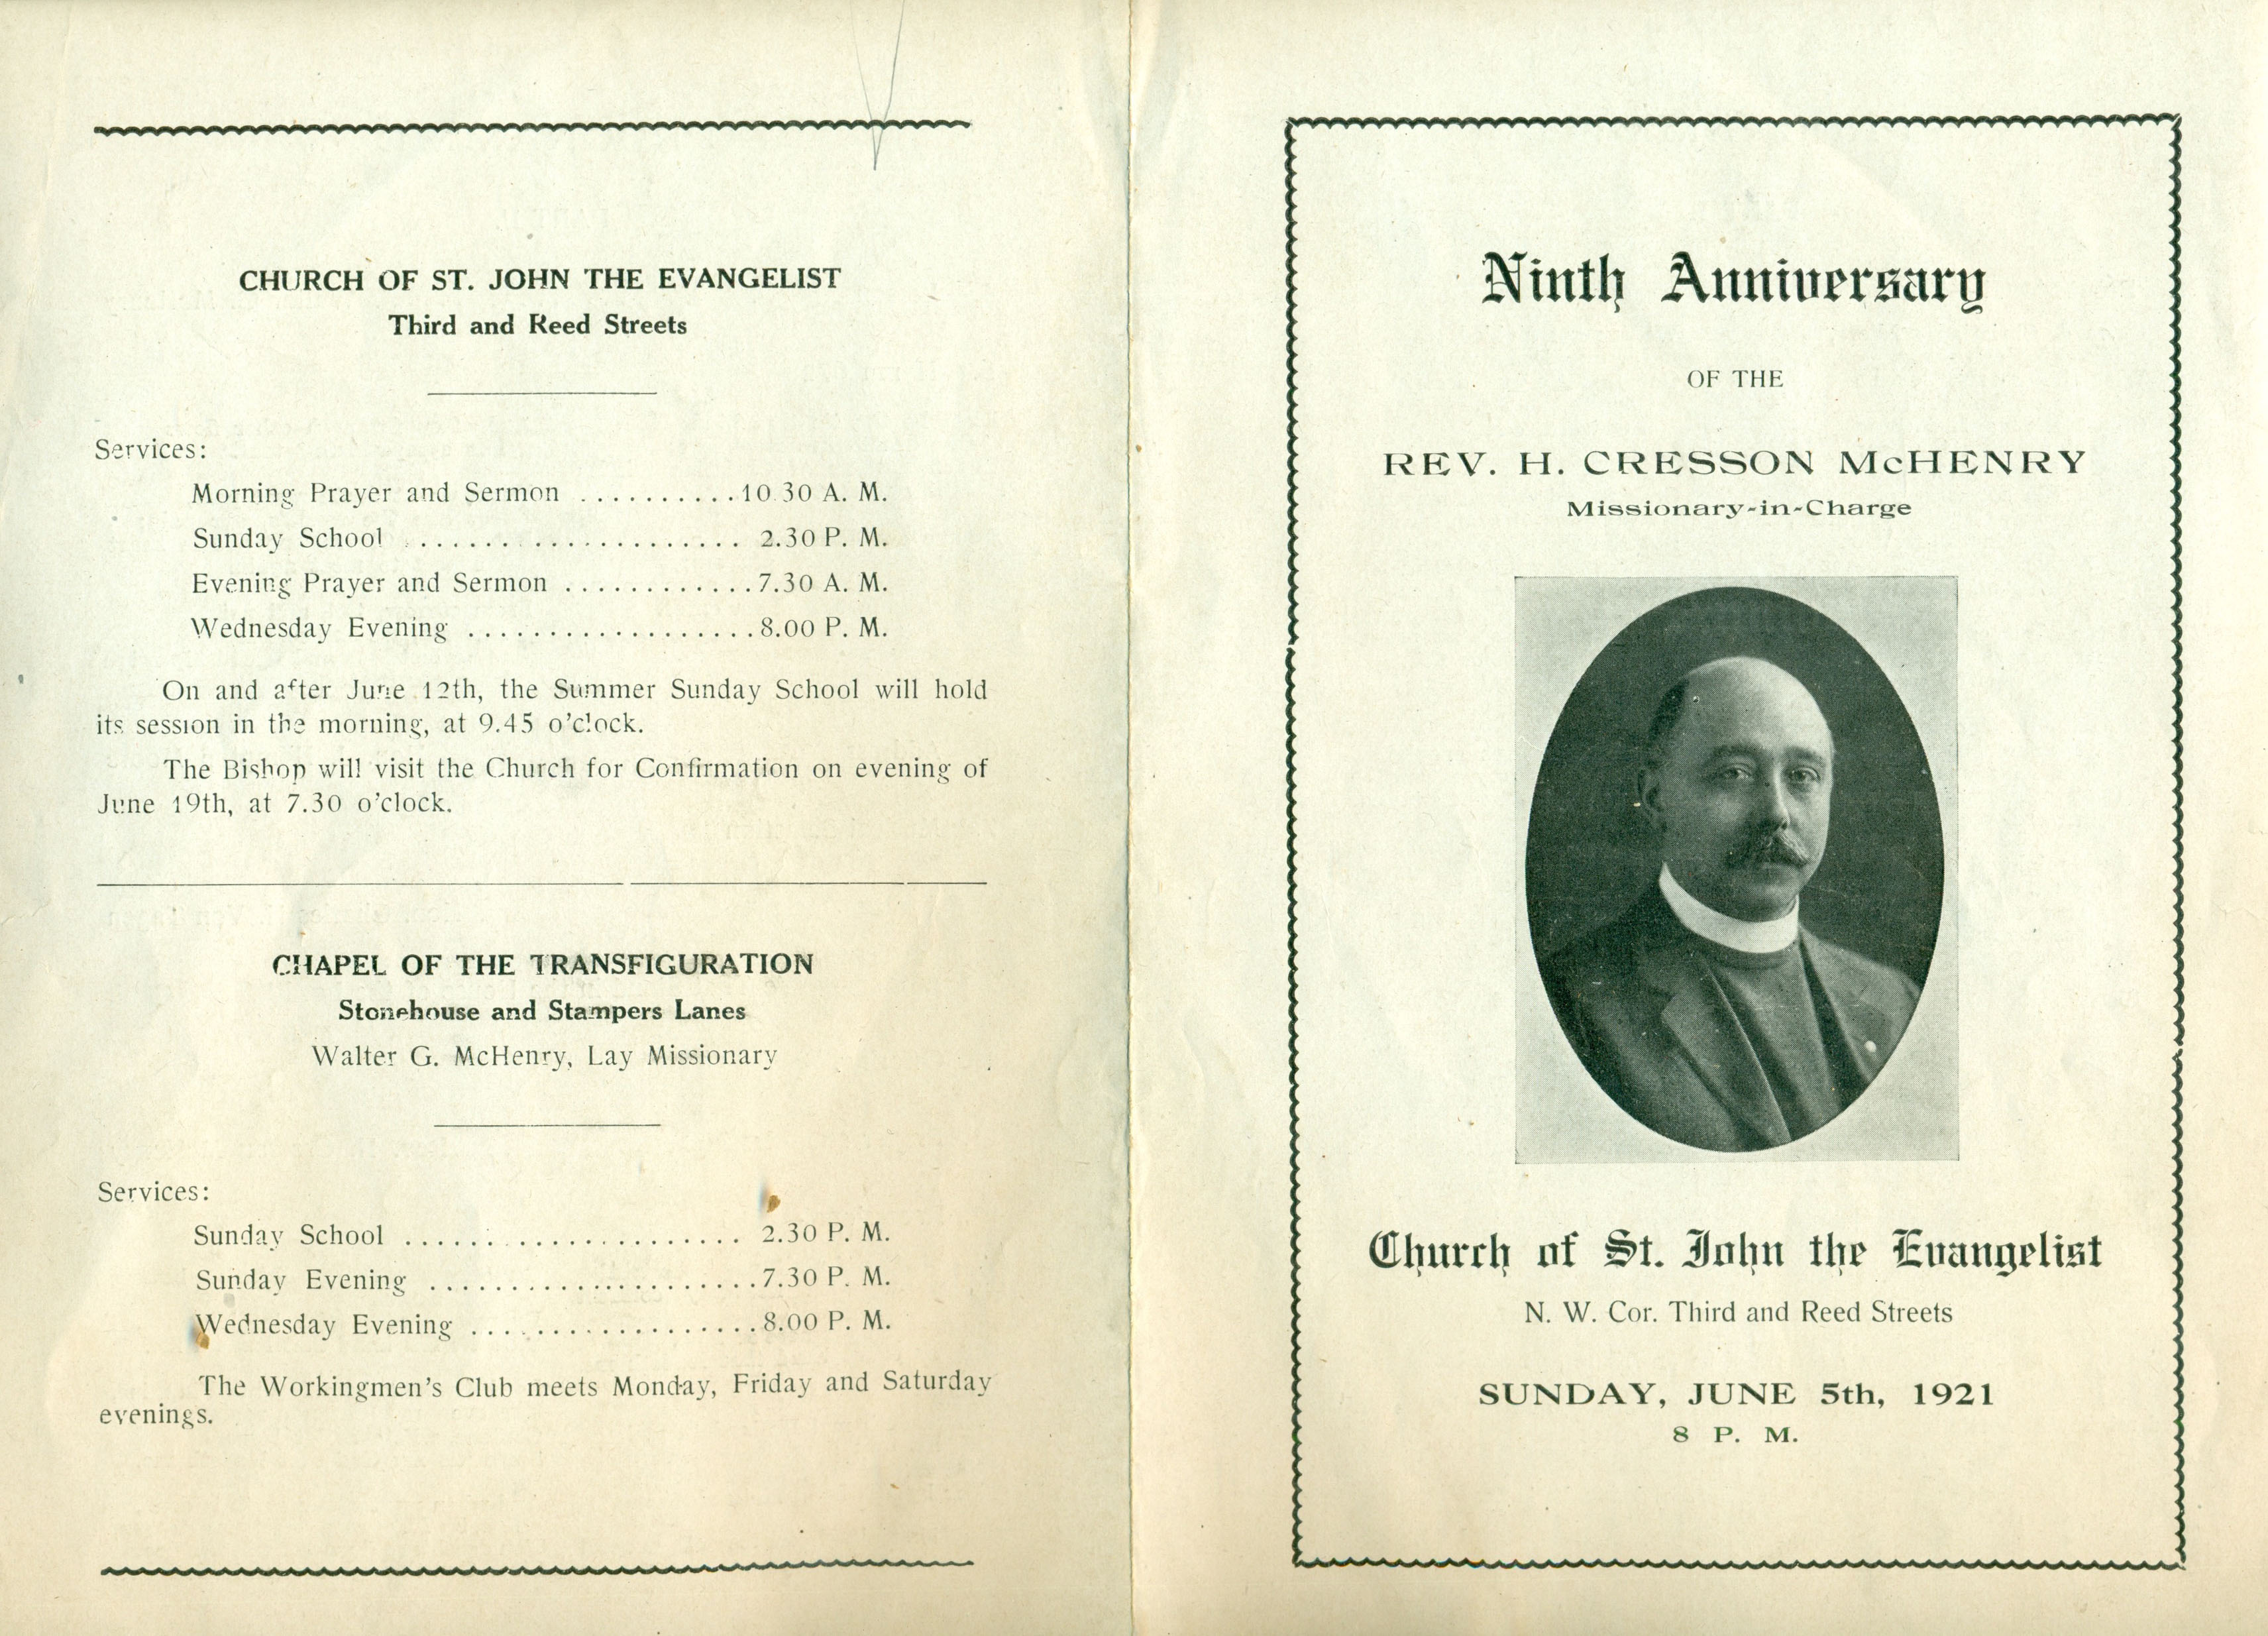 CHURCH OF ST. JOHN THE EVANGELIST
Third and Reed Streets
Services:
Morning Prayer and Sermon ..........10.30 A. M.
Sunday School ..................... 2.30 P. M.
Evening Prayer and Sermon ............7.30 A. M.
Wednesday Evening ..................8.00 P. M.
On and after June 12th, the Summer Sunday School will hold
its session in the morning, at 9.45 o'clock.
The Bishop will visit the Church for Confirmation on evening of
June 19th, at 7.30 o'clock.
CHAPEL OF THE TRANSFIGURATION
Stonehouse and Stampers Lanes
Walter G. McHenry, Lay Missionary
Services:
Sunday School ..................... 2.30 P. M.
Sunday Evening .....................7.30 P. M.
Wednesday Evening ..................8.00 P. M.
The Workingmen's Club meets Monday, Friday and Saturday
evenings.
Ninth Anniversary
OF THE
REV. H. CRESSON McHENRY
Missionary-in-Charge
Church of St. John the Evangelist
N. W. Cor. Third and Reed Streets
SUNDAY, JUNE 5th, 1921
8 P. M.